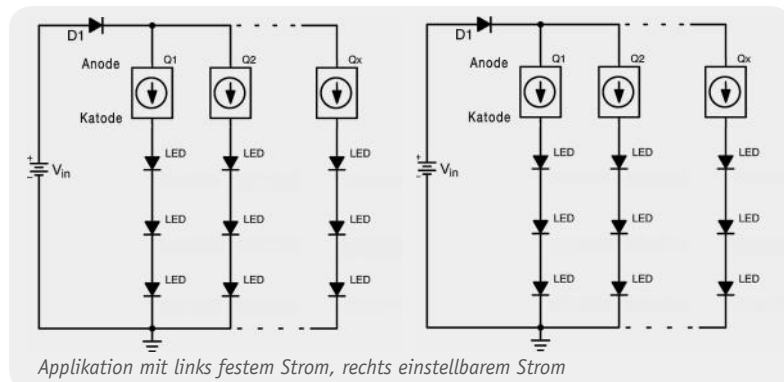 D1
Q1
Q2
Qx
Anode
Katode
LED
LED
LED
+
Vin
−
LED
LED
LED
LED
LED
LED
D1
Q1
Q2
Qx
Anode
Katode
LED
LED
LED
+
Vin
−
LED
LED
LED
LED
LED
LED
Applikation mit links festem Strom, rechts einstellbarem Strom